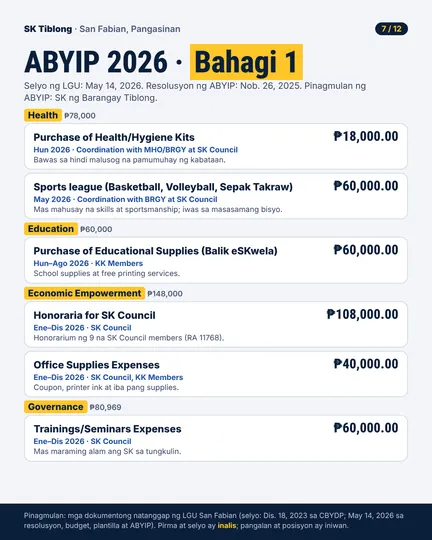 SK Tiblong · San Fabian, Pangasinan
7 / 12
ABYIP 2026 · Bahagi 1
Selyo ng LGU: May 14, 2026. Resolusyon ng ABYIP: Nob. 26, 2025. Pinagmulan ng
ABYIP: SK ng Barangay Tiblong.
Health ₱78,000
Purchase of Health/Hygiene Kits ₱18,000.00
Hun 2026 · Coordination with MHO/BRGY at SK Council
Bawas sa hindi malusog na pamumuhay ng kabataan.
Sports league (Basketball, Volleyball, Sepak Takraw) ₱60,000.00
May 2026 · Coordination with BRGY at SK Council
Mas mahusay na skills at sportsmanship; iwas sa masasamang bisyo.
Education ₱60,000
Purchase of Educational Supplies (Balik eSKwela) ₱60,000.00
Hun–Ago 2026 · KK Members
School supplies at free printing services.
Economic Empowerment ₱148,000
Honoraria for SK Council ₱108,000.00
Ene–Dis 2026 · SK Council
Honorarium ng 9 na SK Council members (RA 11768).
Office Supplies Expenses ₱40,000.00
Ene–Dis 2026 · SK Council, KK Members
Coupon, printer ink at iba pang supplies.
Governance ₱80,969
Trainings/Seminars Expenses ₱60,000.00
Ene–Dis 2026 · SK Council
Mas maraming alam ang SK sa tungkulin.
Pinagmulan: mga dokumentong natanggap ng LGU San Fabian (selyo: Dis. 18, 2023 sa CBYDP; May 14, 2026 sa
resolusyon, budget, plantilla at ABYIP). Pirma at selyo ay inalis; pangalan at posisyon ay iniwan.